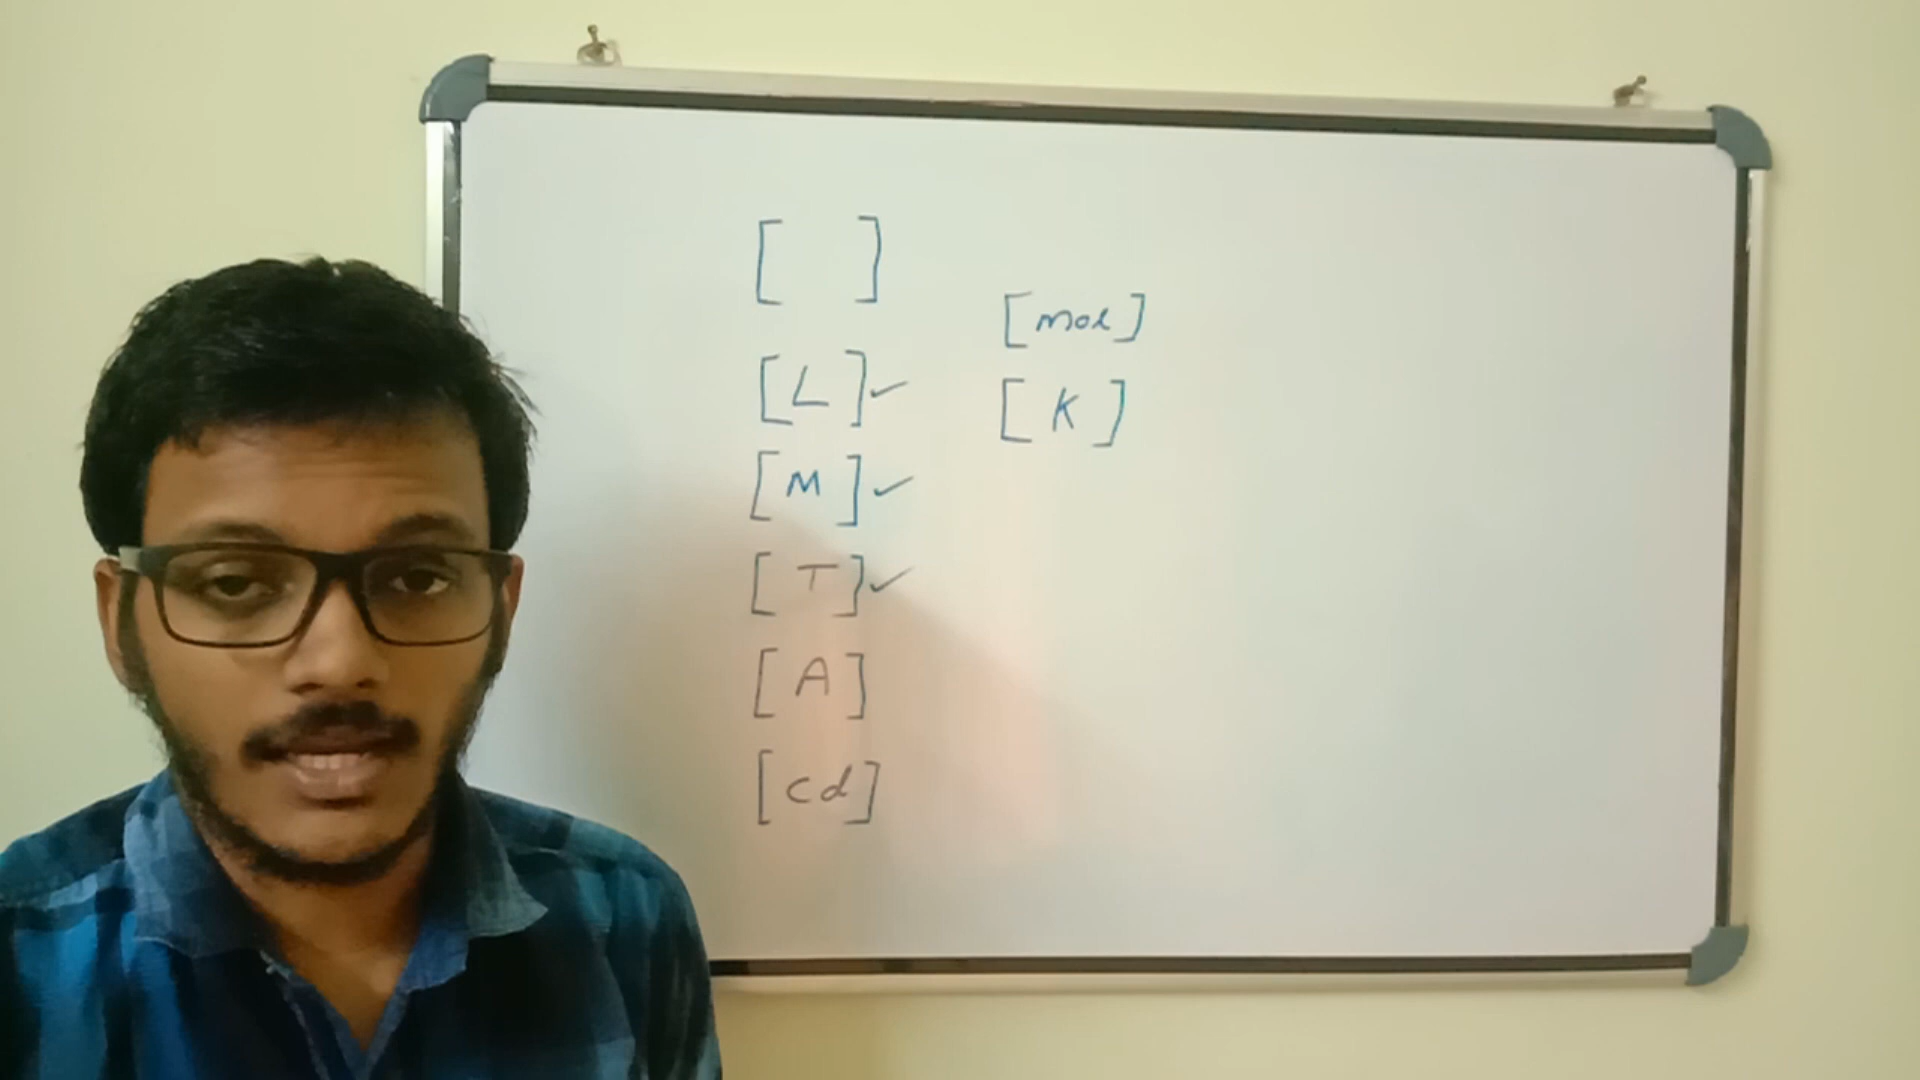 [ ]
[L] ✓
[M] ✓
[T] ✓
[A]
[cd]
[mol]
[K]